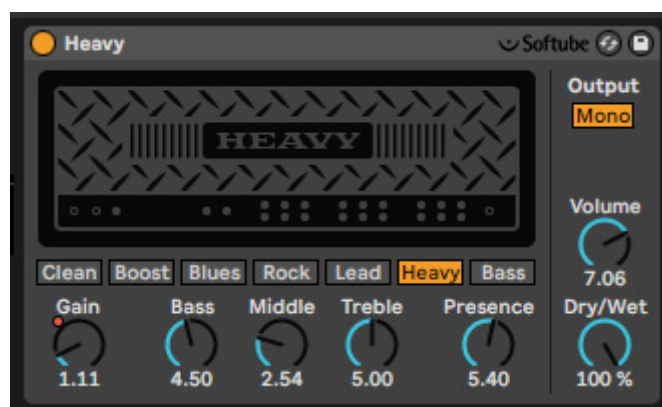 Heavy
Softube
HEAVY
Output
Mono
Volume
7.06
Clean Boost Blues Rock Lead Heavy Bass
Gain Bass Middle Treble Presence Dry/Wet
1.11 4.50 2.54 5.00 5.40 100 %